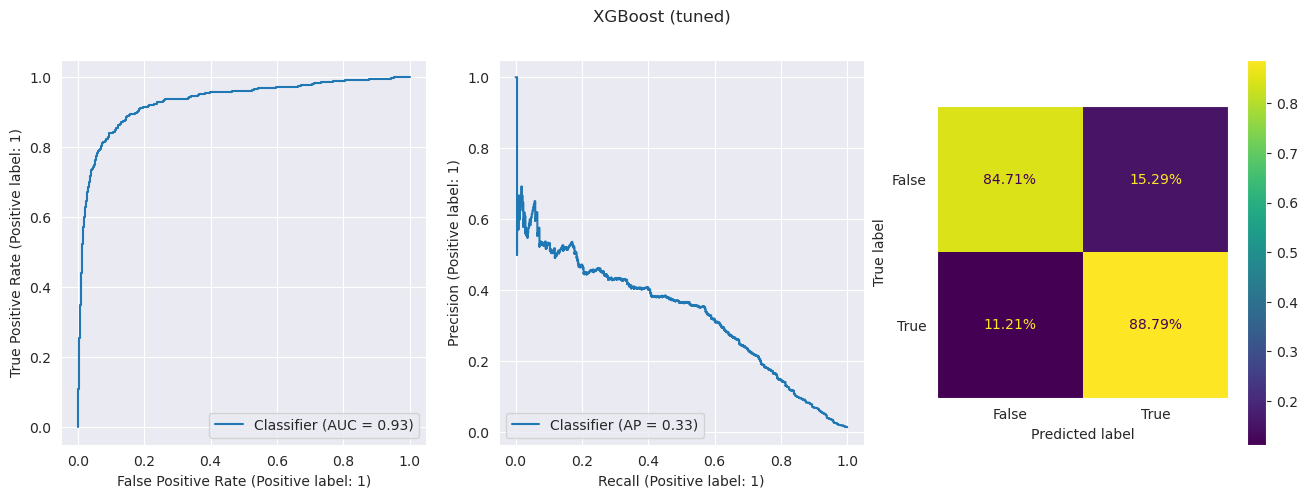 XGBoost (tuned)
True Positive Rate (Positive label: 1)
1.0
0.8
0.6
0.4
0.2
0.0
Classifier (AUC = 0.93)
0.0 0.2 0.4 0.6 0.8 1.0
False Positive Rate (Positive label: 1)
Precision (Positive label: 1)
1.0
0.8
0.6
0.4
0.2
0.0
Classifier (AP = 0.33)
0.0 0.2 0.4 0.6 0.8 1.0
Recall (Positive label: 1)
True label
False
84.71% 15.29%
True
11.21% 88.79%
False True
Predicted label
0.8
0.7
0.6
0.5
0.4
0.3
0.2